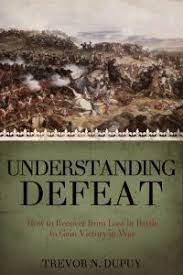 UNDERSTANDING
DEFEAT
How to Recover from Loss in Battle
to Gain Victory in War
TREVOR N. DUPUY